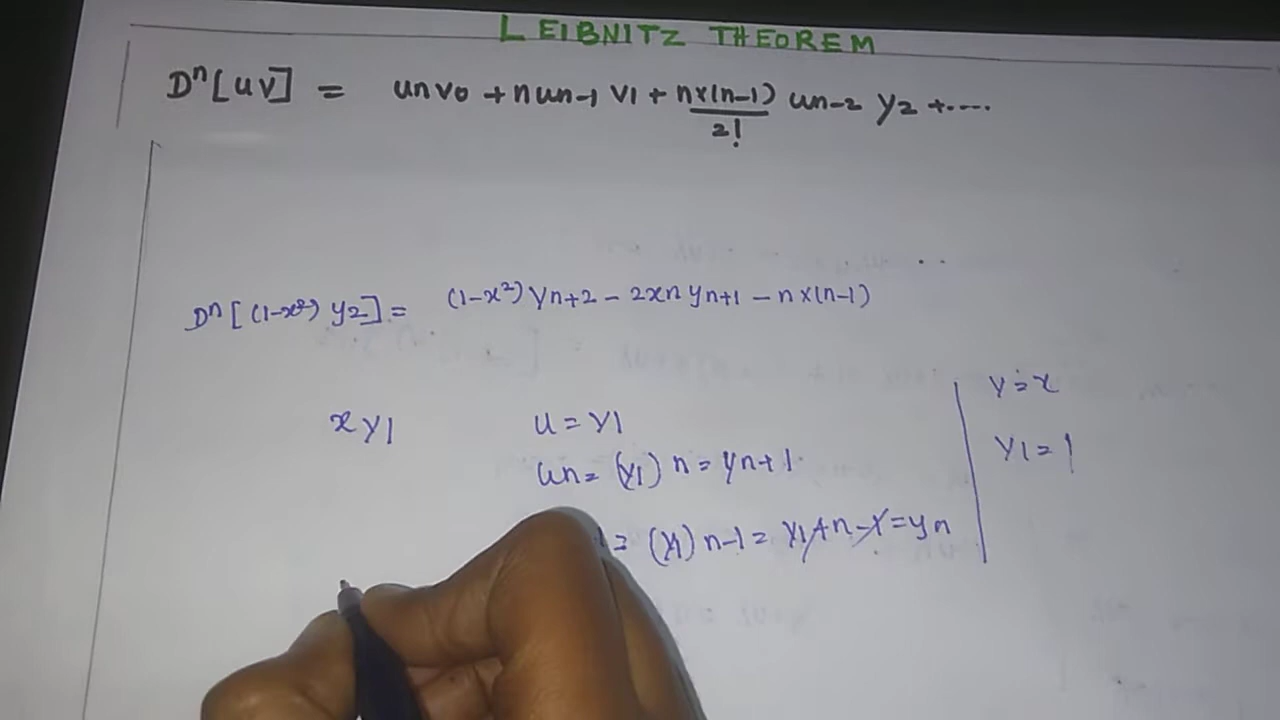 LEIBNITZ THEOREM
Dⁿ[uv] = unv0 + nun-1 v1 + n×(n-1)/2! un-2 y2 + ....
Dⁿ[(1-x²) y2] = (1-x²) yn+2 - 2xn yn+1 - n×(n-1)
xy1
u = y1
un = (y1) n = yn+1
= (y1) n-1 = y1+n-1 = yn
y = x
y1 = 1